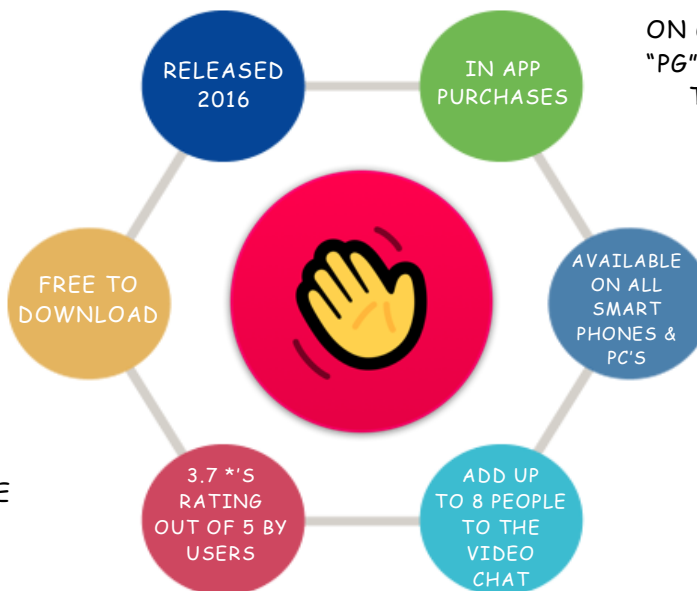 ON
"PG"
RELEASED
2016
IN APP
PURCHASES
FREE TO
DOWNLOAD
AVAILABLE
ON ALL
SMART
PHONES &
PC'S
3.7 *'S
RATING
OUT OF 5 BY
USERS
ADD UP
TO 8 PEOPLE
TO THE
VIDEO
CHAT